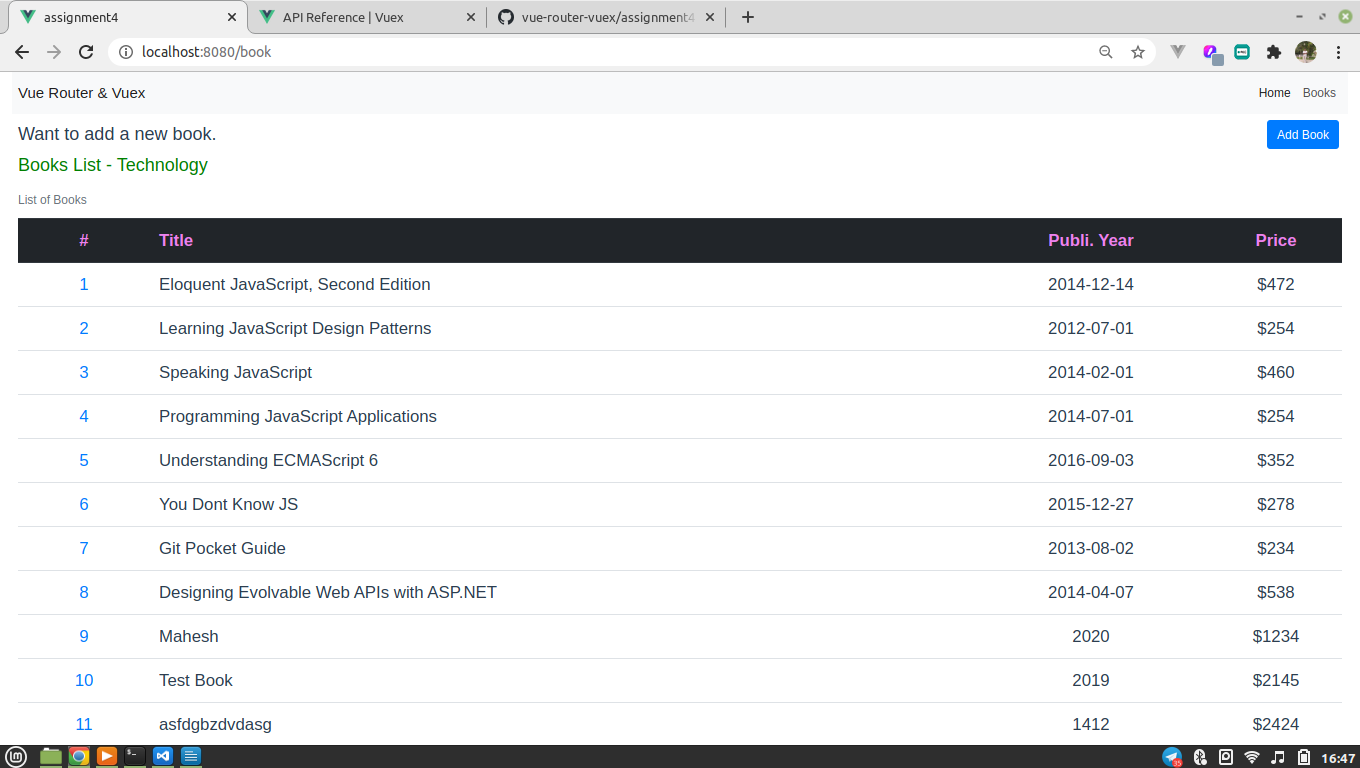 assignment4
API Reference | Vuex
vue-router-vuex/assignment4
localhost:8080/book
Vue Router & Vuex
Home Books
Want to add a new book.
Add Book
Books List - Technology
List of Books
# Title Publi. Year Price
1 Eloquent JavaScript, Second Edition 2014-12-14 $472
2 Learning JavaScript Design Patterns 2012-07-01 $254
3 Speaking JavaScript 2014-02-01 $460
4 Programming JavaScript Applications 2014-07-01 $254
5 Understanding ECMAScript 6 2016-09-03 $352
6 You Dont Know JS 2015-12-27 $278
7 Git Pocket Guide 2013-08-02 $234
8 Designing Evolvable Web APIs with ASP.NET 2014-04-07 $538
9 Mahesh 2020 $1234
10 Test Book 2019 $2145
11 asfdgbzdvdasg 1412 $2424
16:47